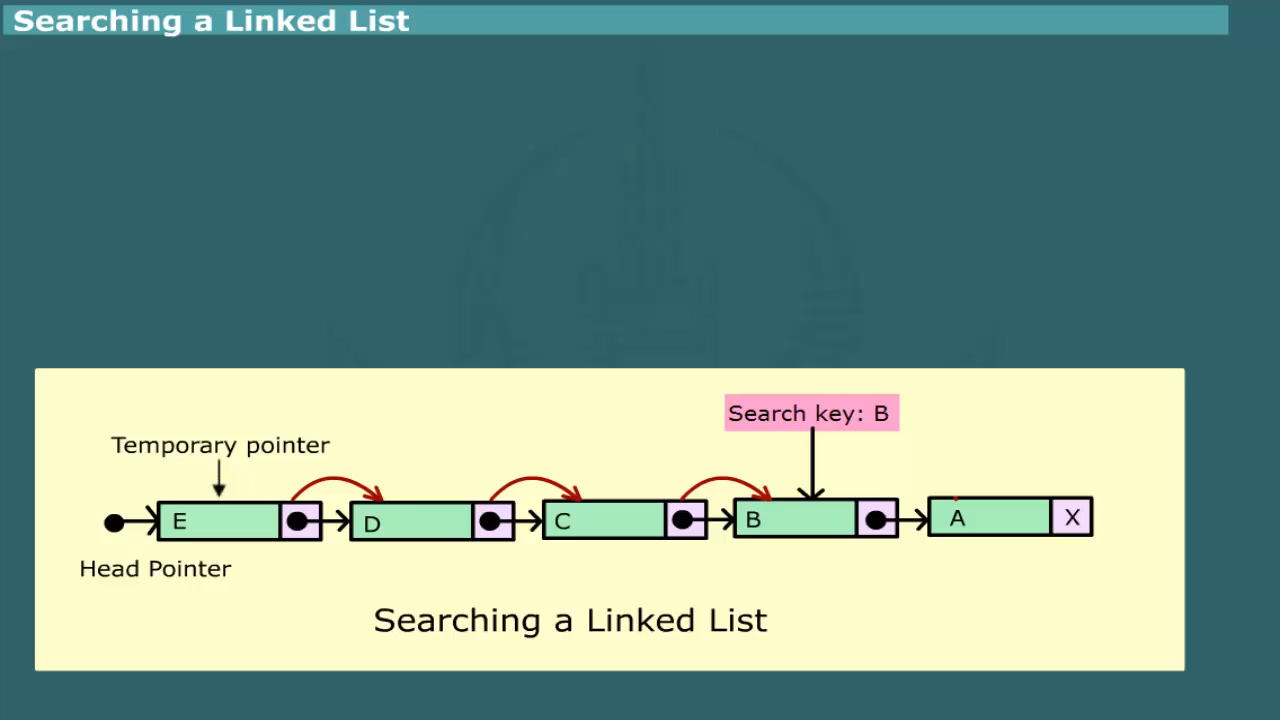 Searching a Linked List
Search key: B
Temporary pointer
E
D
C
B
A
X
Head Pointer
Searching a Linked List